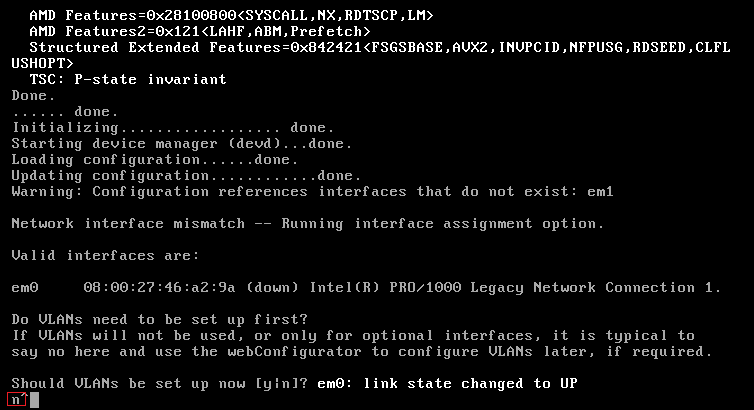 AMD Features=0x28100800<SYSCALL,NX,RDTSCP,LM>
AMD Features2=0x121<LAHF,ABM,Prefetch>
Structured Extended Features=0x842421<FSGSBASE,AVX2,INVPCID,NFPUSG,RDSEED,CLFL
USHOPT>
TSC: P-state invariant
Done.
...... done.
Initializing.................. done.
Starting device manager (devd)...done.
Loading configuration......done.
Updating configuration............done.
Warning: Configuration references interfaces that do not exist: em1
Network interface mismatch -- Running interface assignment option.
Valid interfaces are:
em0     08:00:27:46:a2:9a (down) Intel(R) PRO/1000 Legacy Network Connection 1.
Do VLANs need to be set up first?
If VLANs will not be used, or only for optional interfaces, it is typical to
say no here and use the webConfigurator to configure VLANs later, if required.
Should VLANs be set up now [y|n]? em0: link state changed to UP
n